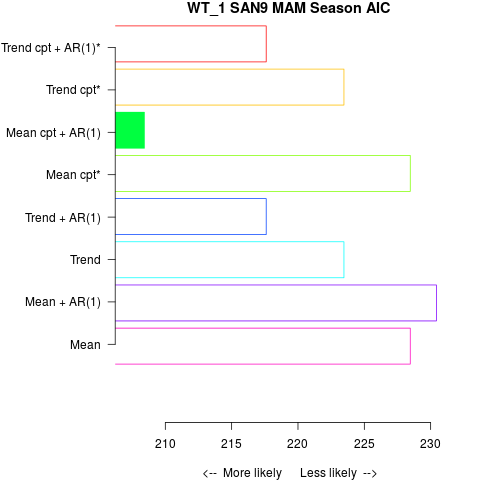 WT_1 SAN9 MAM Season AIC
Trend cpt + AR(1)*
Trend cpt*
Mean cpt + AR(1)
Mean cpt*
Trend + AR(1)
Trend
Mean + AR(1)
Mean
210 215 220 225 230
<-- More likely Less likely -->